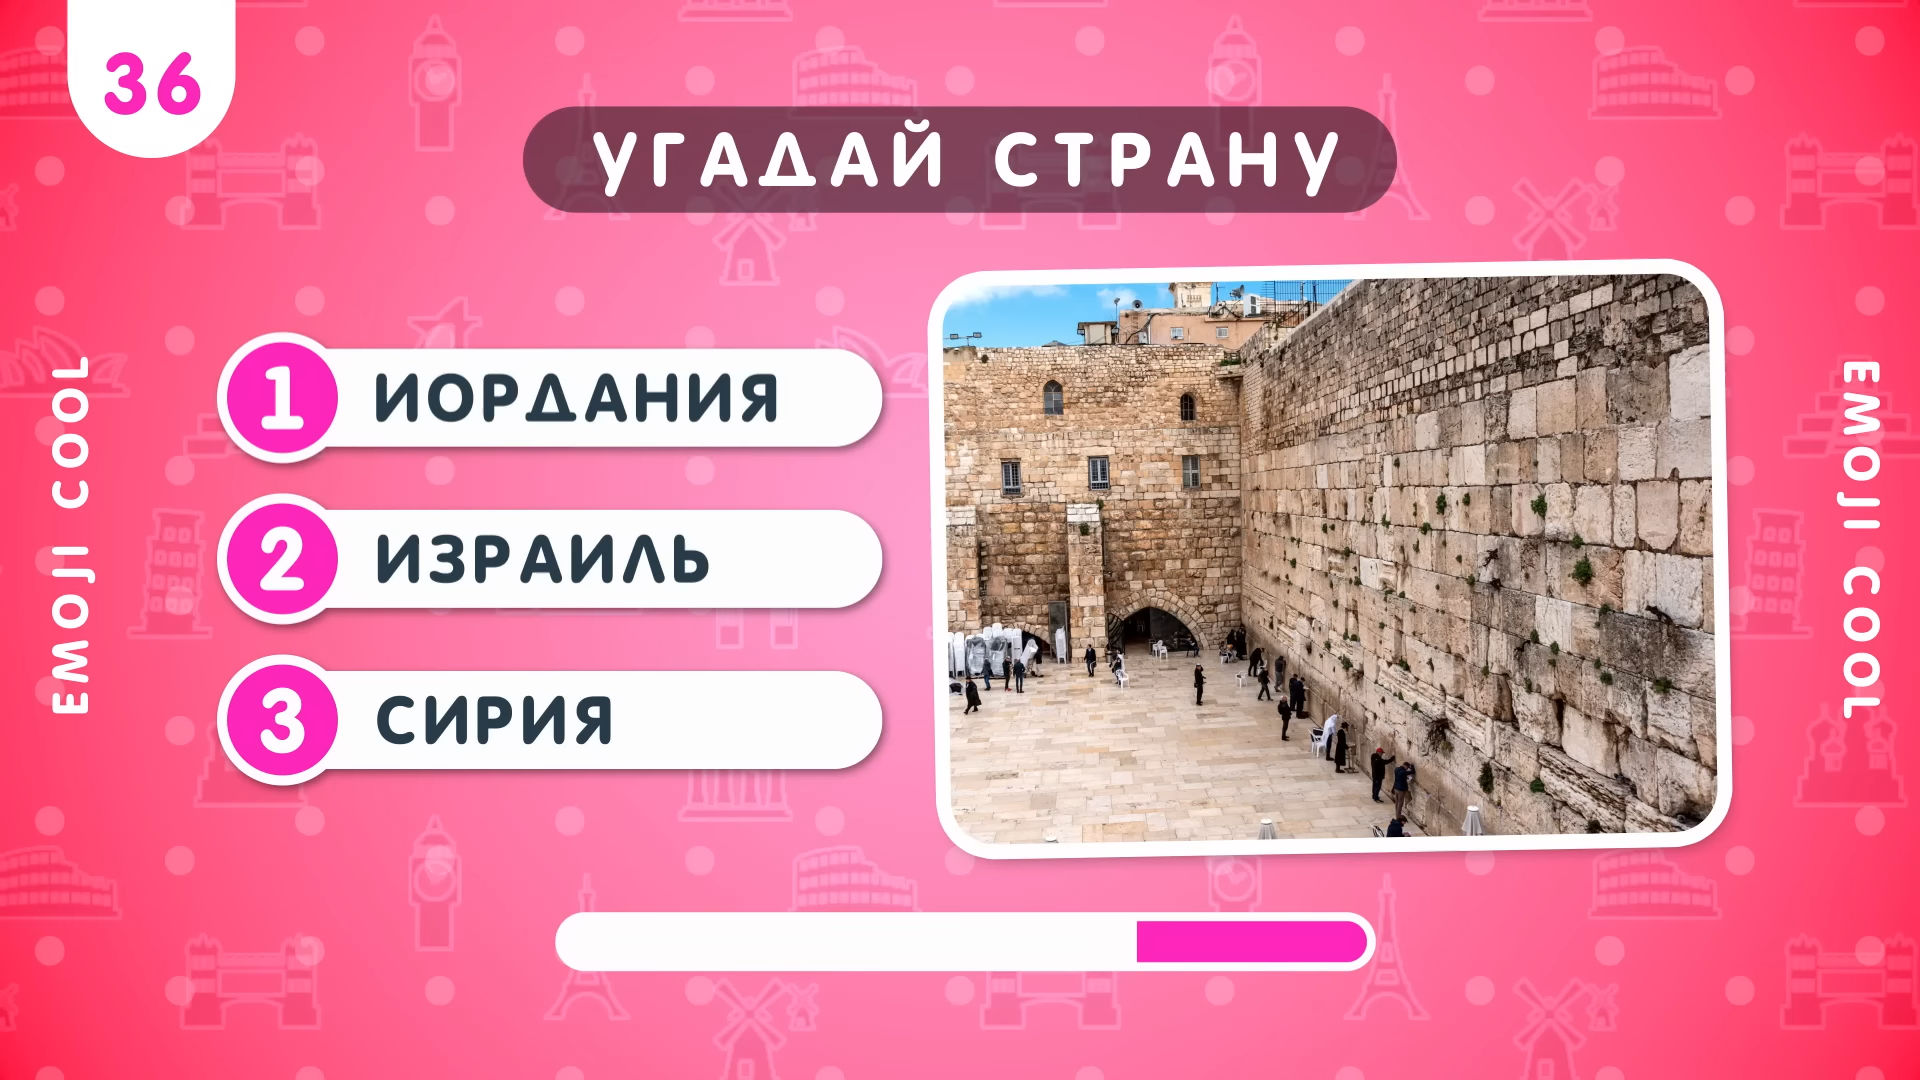 36
УГАДАЙ СТРАНУ
1 ИОРДАНИЯ
2 ИЗРАИЛЬ
3 СИРИЯ
EMOJI COOL
EMOJI COOL